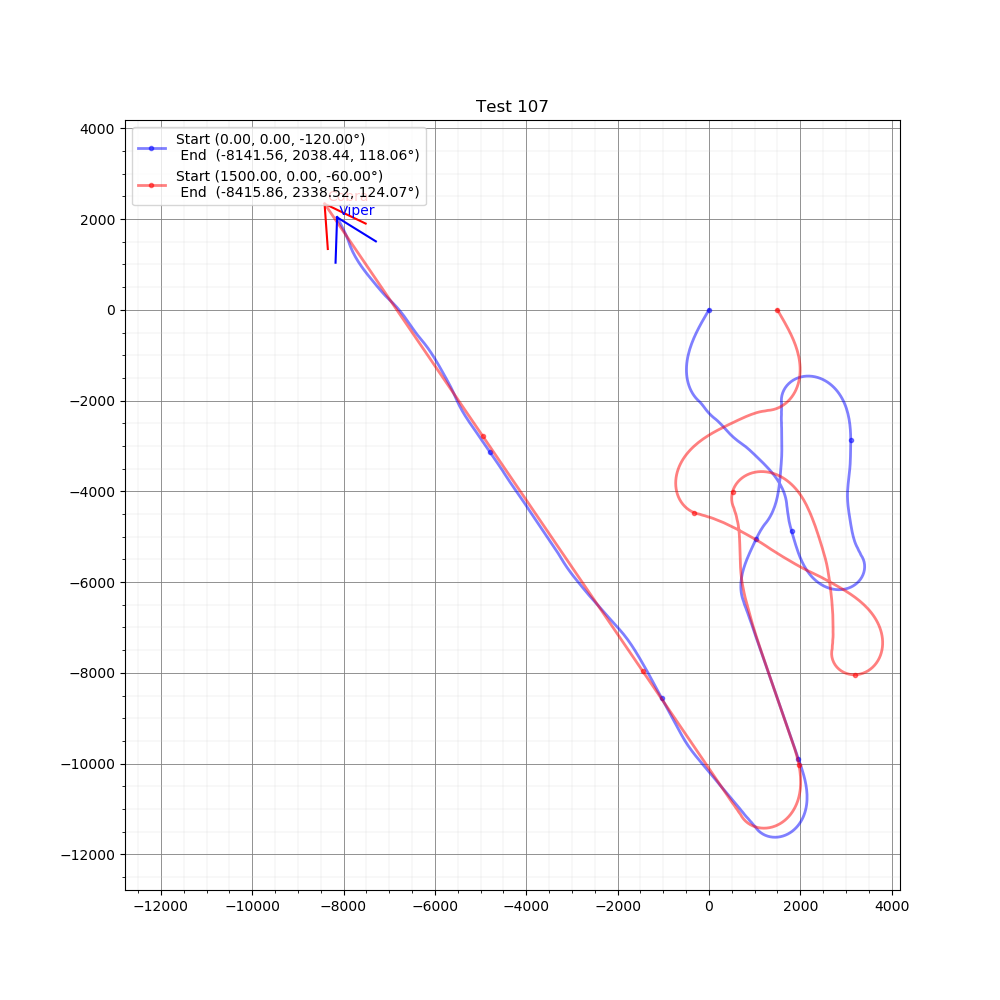 Test 107
Start (0.00, 0.00, -120.00°)
End (-8141.56, 2038.44, 118.06°)
Start (1500.00, 0.00, -60.00°)
End (-8415.86, 2338.52, 124.07°)
Viper
4000
2000
0
−2000
−4000
−6000
−8000
−10000
−12000
−12000 −10000 −8000 −6000 −4000 −2000 0 2000 4000